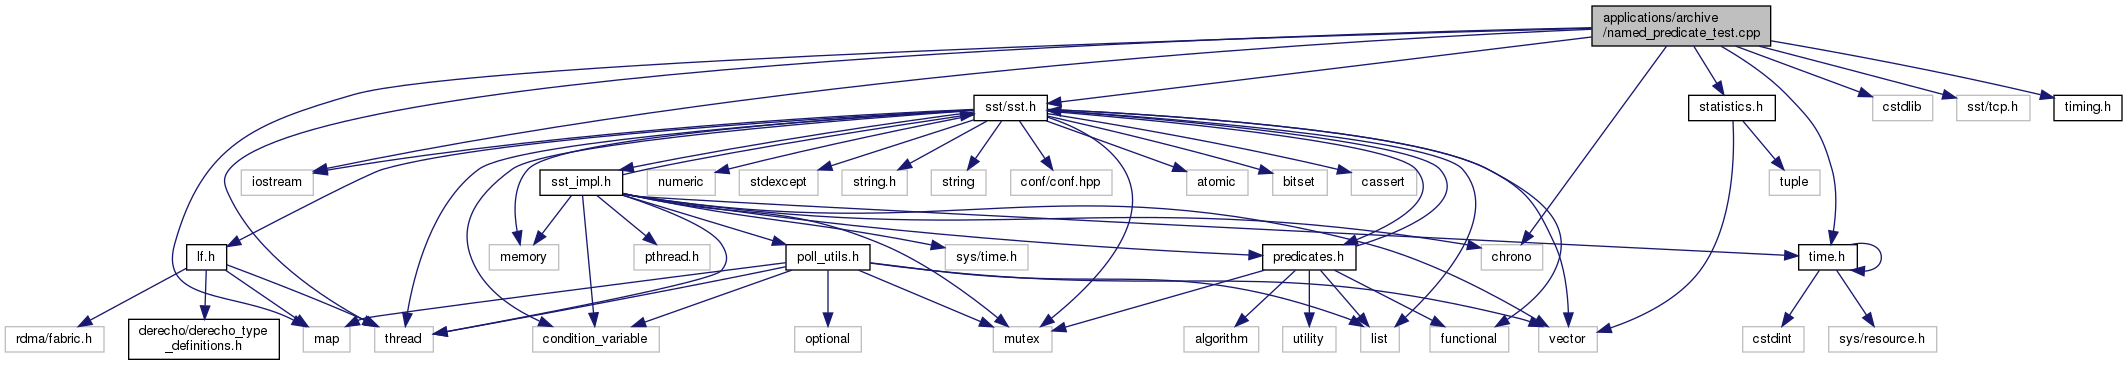 applications/archive
/named_predicate_test.cpp
sst/sst.h
statistics.h
cstdlib
sst/tcp.h
timing.h
iostream
sst_impl.h
numeric
stdexcept
string.h
string
conf/conf.hpp
atomic
bitset
cassert
tuple
lf.h
memory
pthread.h
poll_utils.h
sys/time.h
predicates.h
chrono
time.h
rdma/fabric.h
derecho/derecho_type
_definitions.h
map
thread
condition_variable
optional
mutex
algorithm
utility
list
functional
vector
cstdint
sys/resource.h